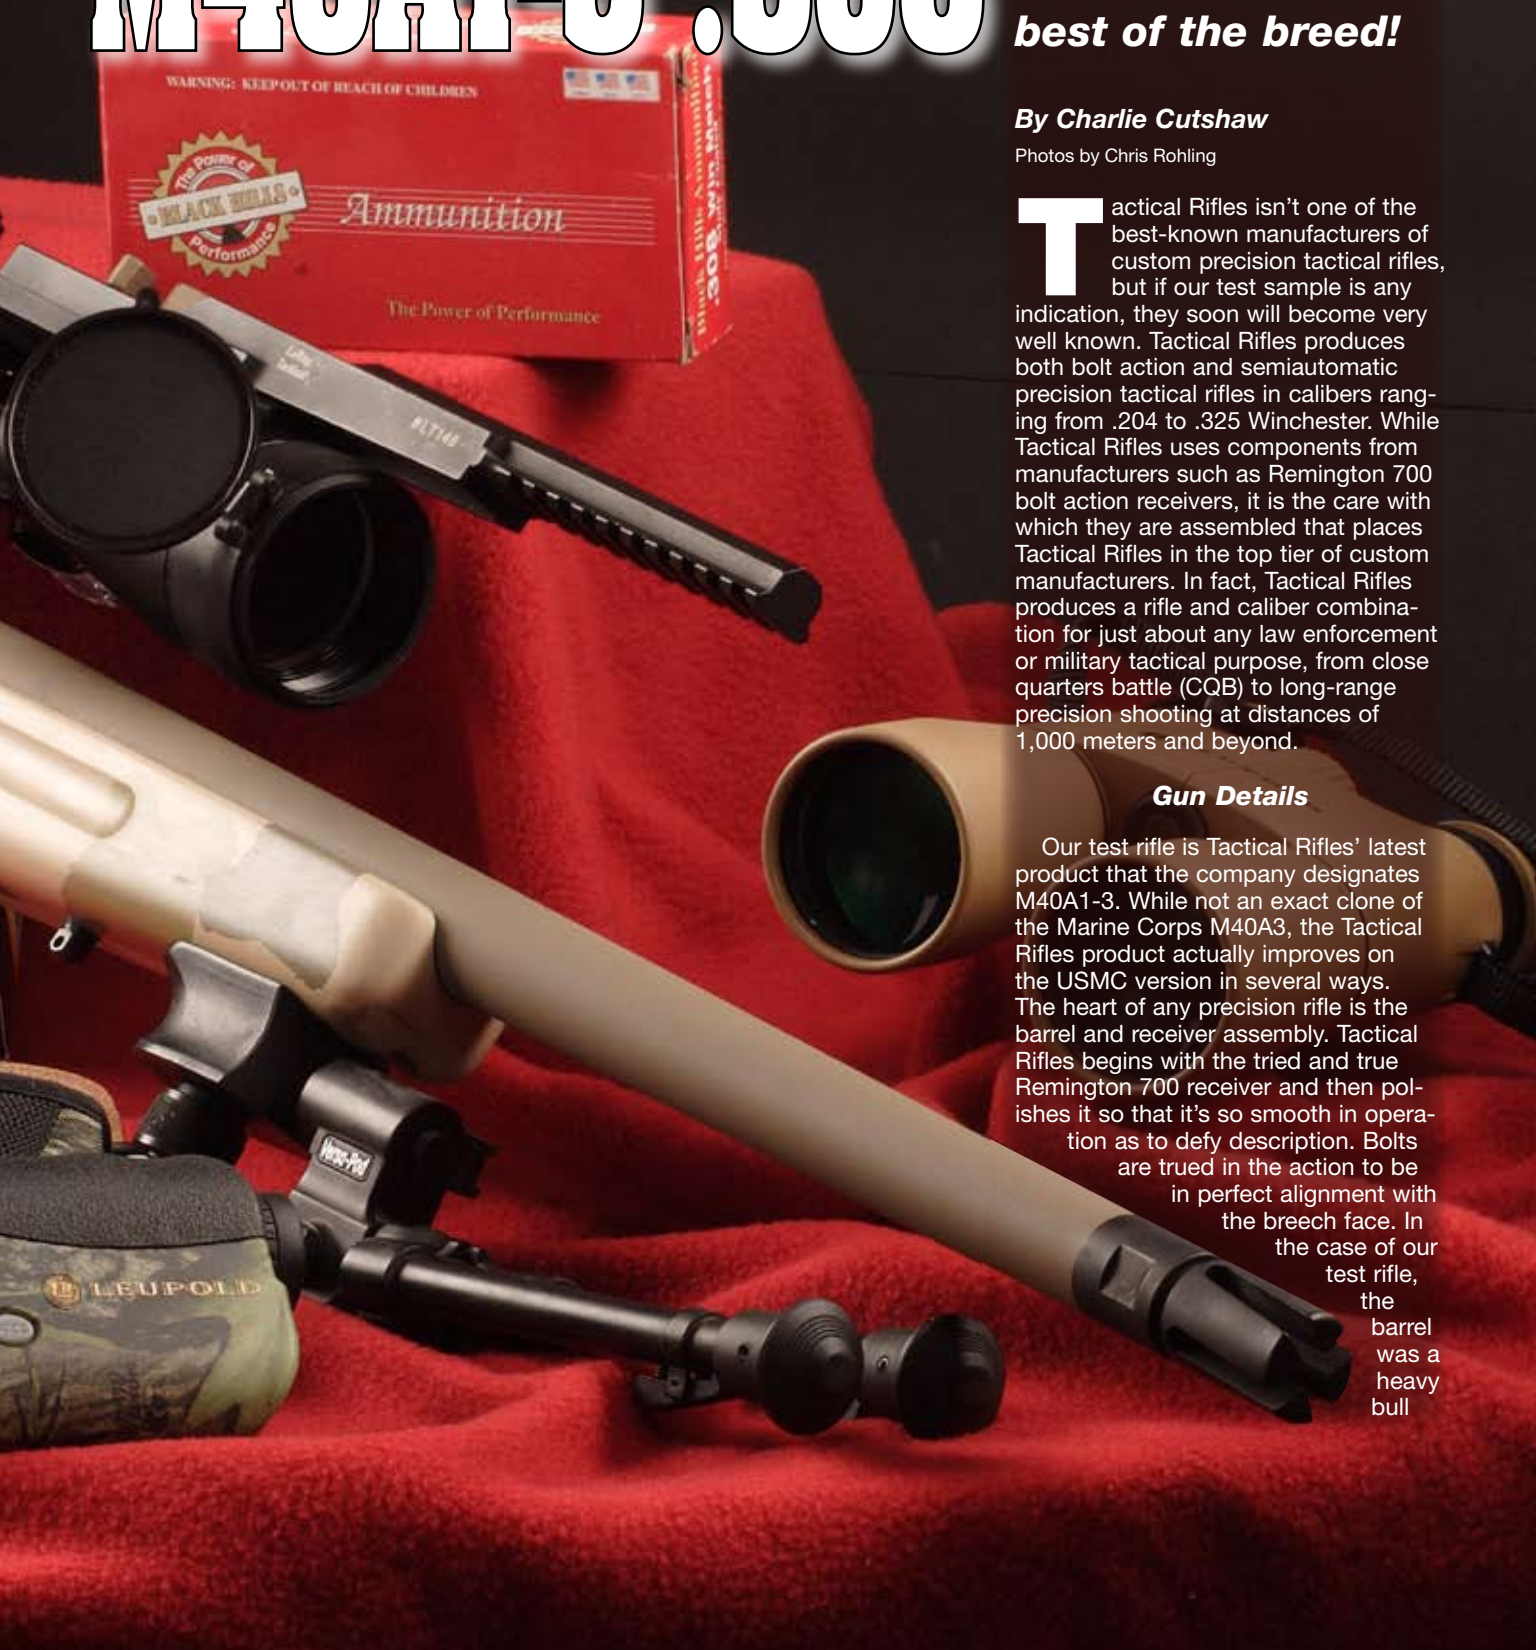 M40A1-3 .308
best of the breed!
By Charlie Cutshaw
Photos by Chris Rohling
Tactical Rifles isn’t one of the
best-known manufacturers of
custom precision tactical rifles,
but if our test sample is any
indication, they soon will become very
well known. Tactical Rifles produces
both bolt action and semiautomatic
precision tactical rifles in calibers rang-
ing from .204 to .325 Winchester. While
Tactical Rifles uses components from
manufacturers such as Remington 700
bolt action receivers, it is the care with
which they are assembled that places
Tactical Rifles in the top tier of custom
manufacturers. In fact, Tactical Rifles
produces a rifle and caliber combina-
tion for just about any law enforcement
or military tactical purpose, from close
quarters battle (CQB) to long-range
precision shooting at distances of
1,000 meters and beyond.
Gun Details
Our test rifle is Tactical Rifles’ latest
product that the company designates
M40A1-3. While not an exact clone of
the Marine Corps M40A3, the Tactical
Rifles product actually improves on
the USMC version in several ways.
The heart of any precision rifle is the
barrel and receiver assembly. Tactical
Rifles begins with the tried and true
Remington 700 receiver and then pol-
ishes it so that it’s so smooth in opera-
tion as to defy description. Bolts
are trued in the action to be
in perfect alignment with
the breech face. In
the case of our
test rifle,
the
barrel
was a
heavy
bull
WARNING: KEEP OUT OF REACH OF CHILDREN
The Power of
BLACK HILLS
Performance
Ammunition
The Power of Performance
Black Hills Ammunition
.308 Win Match
LaRue
Tactical
#LT148
Versa-Pod
LEUPOLD